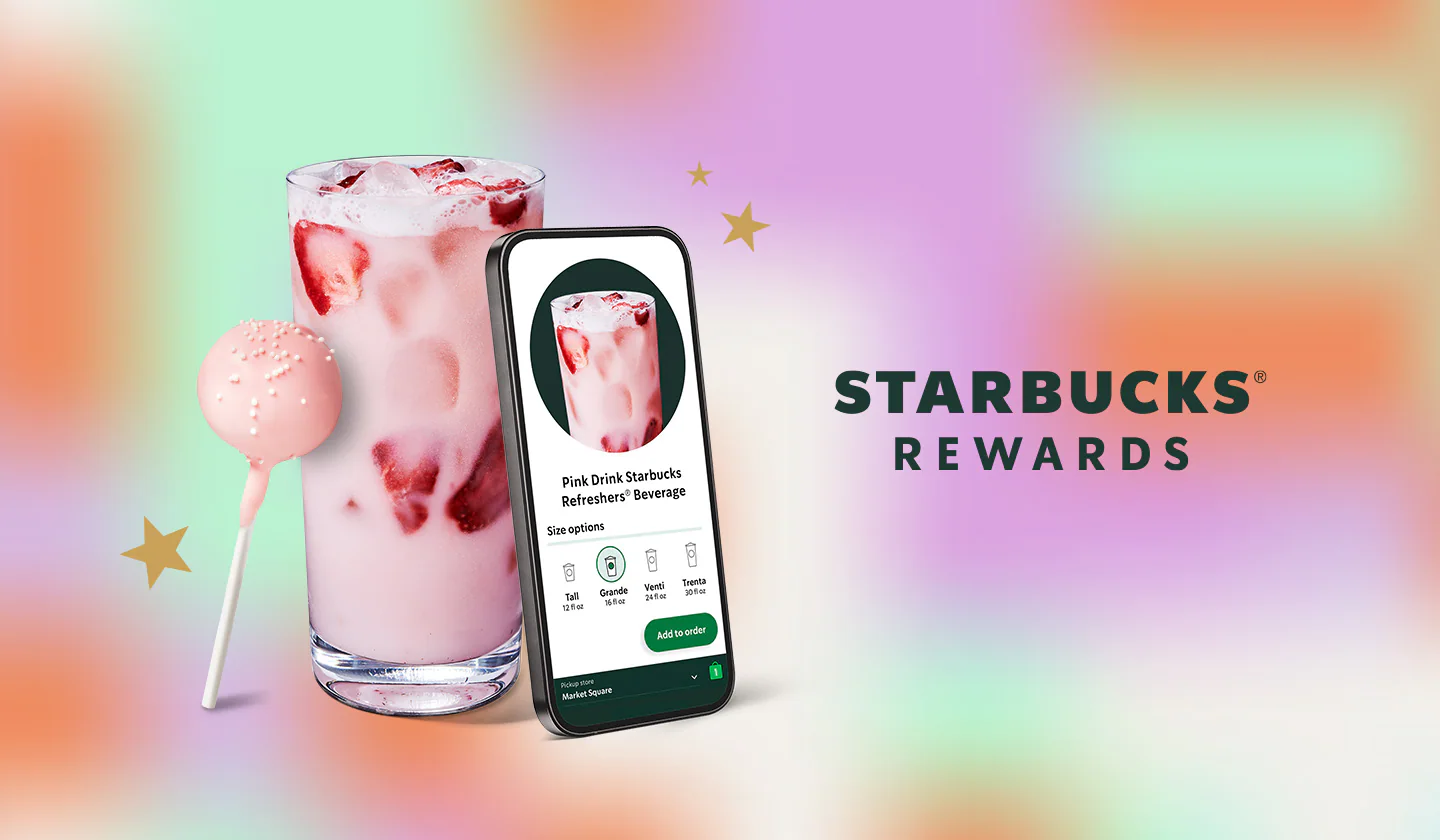 Pink Drink Starbucks
Refreshers® Beverage
Size options
Tall
12 fl oz
Grande
16 fl oz
Venti
24 fl oz
Trenta
30 fl oz
Add to order
Pickup store
Market Square
1
STARBUCKS®
REWARDS